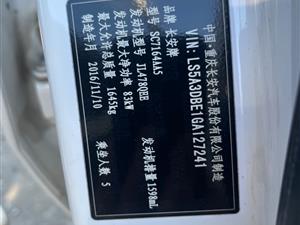 中国·重庆长安汽车股份有限公司制造
VIN: LS5A3DBE1GA127241
品牌 长安牌
型号 SC7164AA5
发动机型号 JL478QEE 发动机排量 1598ml
发动机最大净功率 83kW
最大允许总质量 1645kg
制造年月 2016/11/10 乘坐人数 5